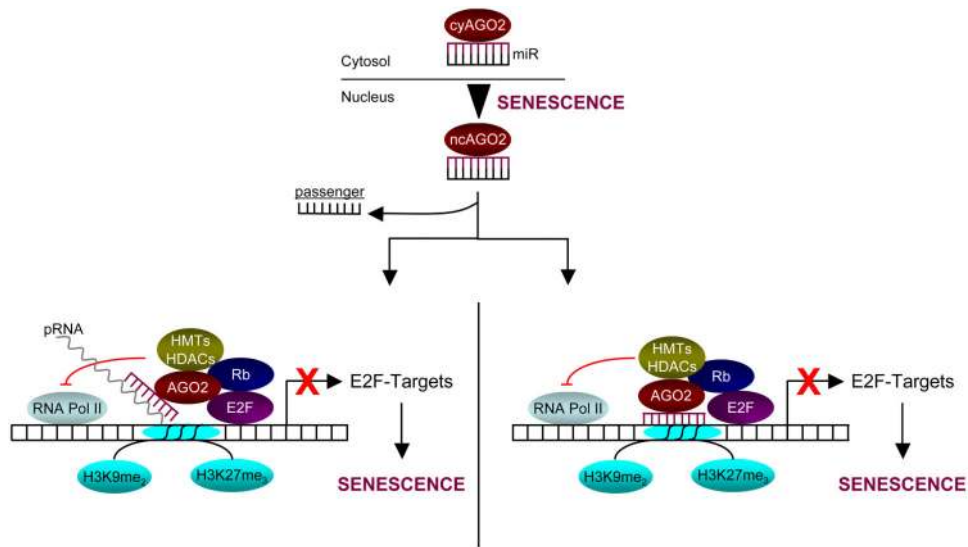 cyAGO2
miR
Cytosol
Nucleus
SENESCENCE
ncAGO2
passenger
pRNA
HMTs
HDACs
Rb
AGO2
E2F
RNA Pol II
E2F-Targets
H3K9me2
H3K27me3
SENESCENCE
HMTs
HDACs
Rb
AGO2
E2F
RNA Pol II
E2F-Targets
H3K9me2
H3K27me3
SENESCENCE